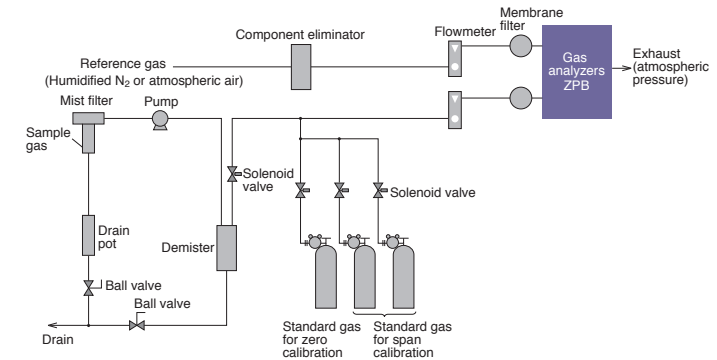 Membrane
filter
Flowmeter
Component eliminator
Reference gas
(Humidified N₂ or atmospheric air)
Gas
analyzers
ZPB
Exhaust
(atmospheric
pressure)
Mist filter
Pump
Sample
gas
Solenoid
valve
Solenoid valve
Drain
pot
Demister
Ball valve
Ball valve
Drain
Standard gas
for zero
calibration
Standard gas
for span
calibration